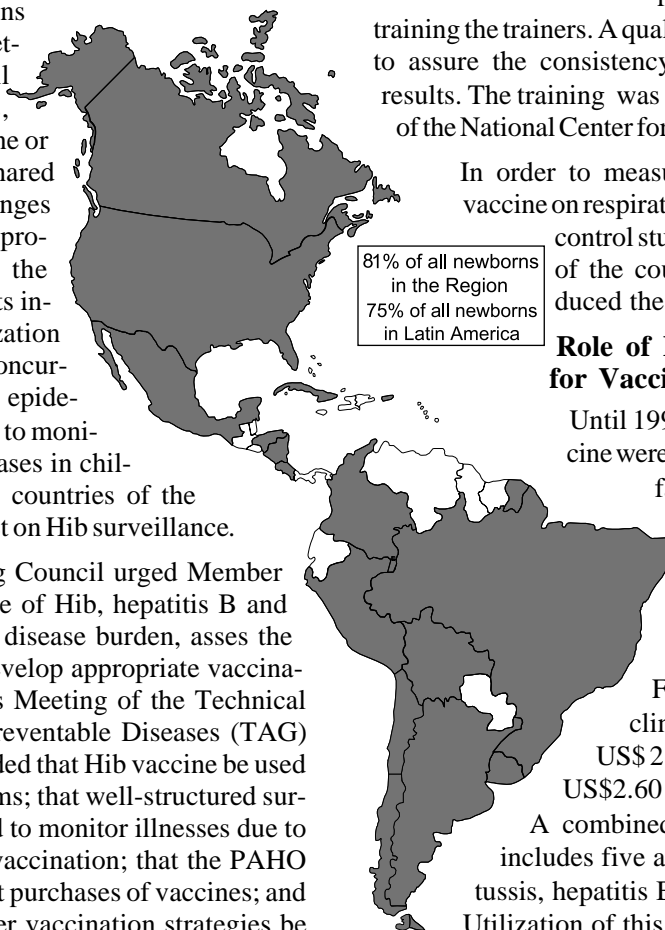 ns
et-
l
,
ne or
nared
nges
pro-
the
ts in-
zation
oncur-
epide-
to moni-
ases in chil-
countries of the
t on Hib surveillance.
g Council urged Member
e of Hib, hepatitis B and
disease burden, asses the
evelop appropriate vaccina-
s Meeting of the Technical
reventable Diseases (TAG)
ded that Hib vaccine be used
ms; that well-structured sur-
d to monitor illnesses due to
vaccination; that the PAHO
t purchases of vaccines; and
er vaccination strategies be
81% of all newborns
in the Region
75% of all newborns
in Latin America
training the trainers. A qual
to assure the consistency
results. The training was
of the National Center for
In order to measu
vaccine on respirat
control stu
of the cou
duced the
Role of
for Vacci
Until 199
cine were
f
F
clin
US$ 2
US$2.60
A combined
includes five a
tussis, hepatitis B
Utilization of this